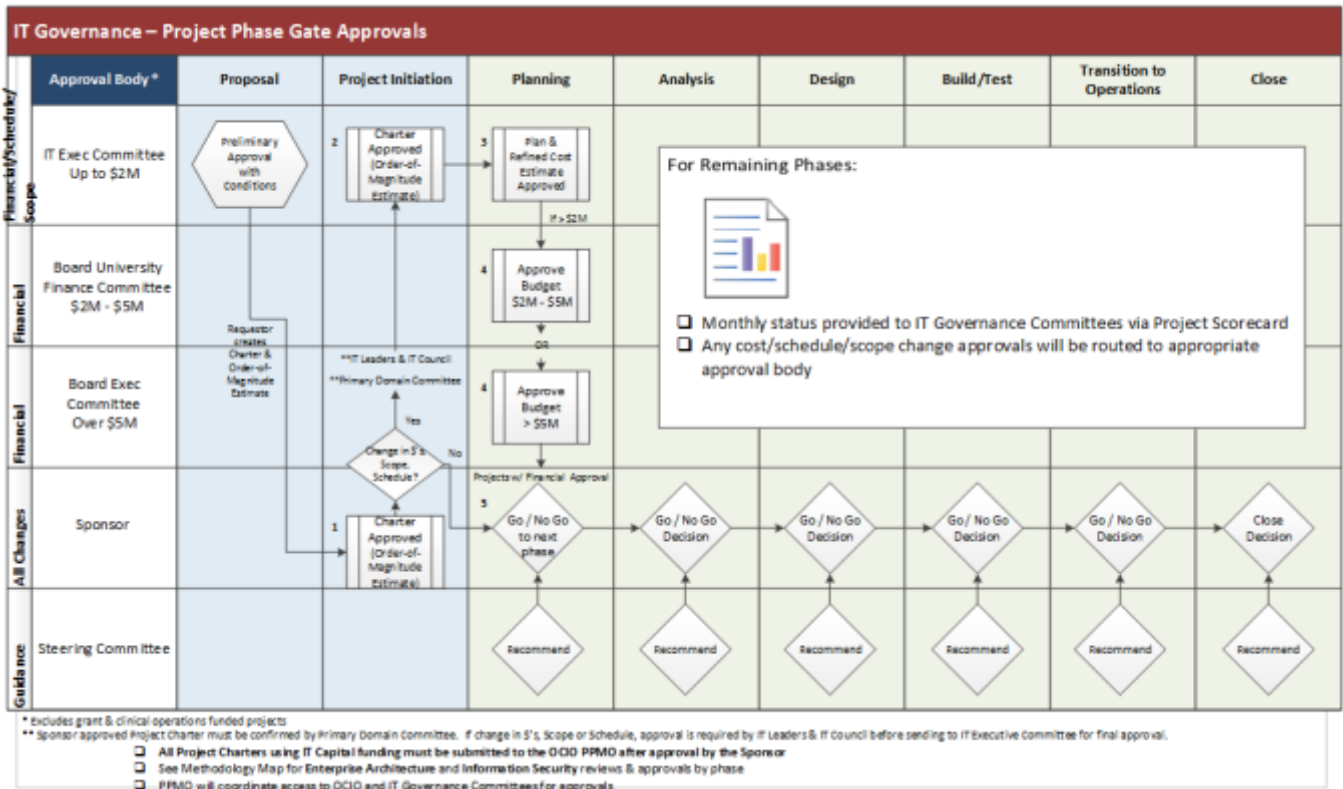 IT Governance – Project Phase Gate Approvals
Approval Body *
Proposal
Project Initiation
Planning
Analysis
Design
Build/Test
Transition to
Operations
Close
Financial/Schedule/
Scope
IT Exec Committee
Up to $2M
Preliminary
Approval
with
Conditions
2
Charter
Approved
(Order-of-
Magnitude
Estimate)
3
Plan &
Refined Cost
Estimate
Approved
If > $2M
For Remaining Phases:
Monthly status provided to IT Governance Committees via Project Scorecard
Any cost/schedule/scope change approvals will be routed to appropriate
approval body
Financial
Board University
Finance Committee
$2M - $5M
4
Approve
Budget
$2M - $5M
OR
Requestor
creates
Charter &
Order-of-
Magnitude
Estimate
**IT Leaders & IT Council
**Primary Domain Committee
Financial
Board Exec
Committee
Over $5M
4
Approve
Budget
> $5M
Yes
Change in $'s,
Scope,
Schedule?
No
Projects w/ Financial Approval
All Changes
Sponsor
1
Charter
Approved
(Order-of-
Magnitude
Estimate)
5
Go / No Go
to next
phase
Go / No Go
Decision
Go / No Go
Decision
Go / No Go
Decision
Go / No Go
Decision
Close
Decision
Guidance
Steering Committee
Recommend
Recommend
Recommend
Recommend
Recommend
Recommend
* Excludes grant & clinical operations funded projects
** Sponsor approved Project Charter must be confirmed by Primary Domain Committee. If change in $'s, Scope or Schedule, approval is required by IT Leaders & IT Council before sending to IT Executive Committee for final approval.
All Project Charters using IT Capital funding must be submitted to the OCIO PPMO after approval by the Sponsor
See Methodology Map for Enterprise Architecture and Information Security reviews & approvals by phase
PPMO will coordinate access to OCIO and IT Governance Committees for approvals